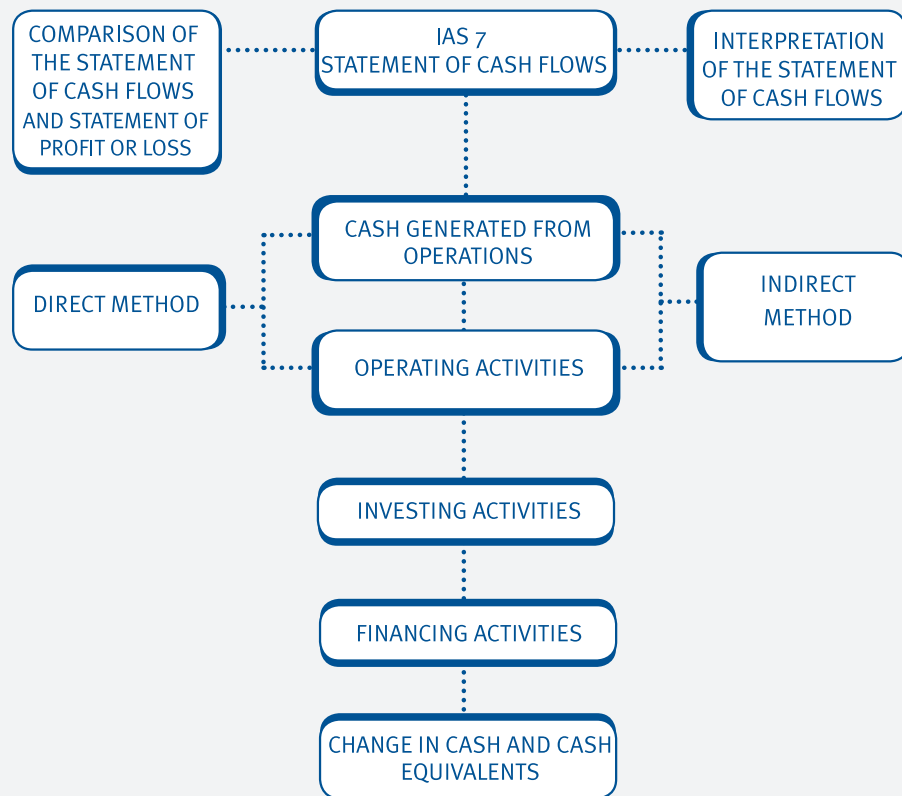 COMPARISON OF
THE STATEMENT
OF CASH FLOWS
AND STATEMENT OF
PROFIT OR LOSS
IAS 7
STATEMENT OF CASH FLOWS
INTERPRETATION
OF THE STATEMENT
OF CASH FLOWS
CASH GENERATED FROM
OPERATIONS
DIRECT METHOD
INDIRECT
METHOD
OPERATING ACTIVITIES
INVESTING ACTIVITIES
FINANCING ACTIVITIES
CHANGE IN CASH AND CASH
EQUIVALENTS